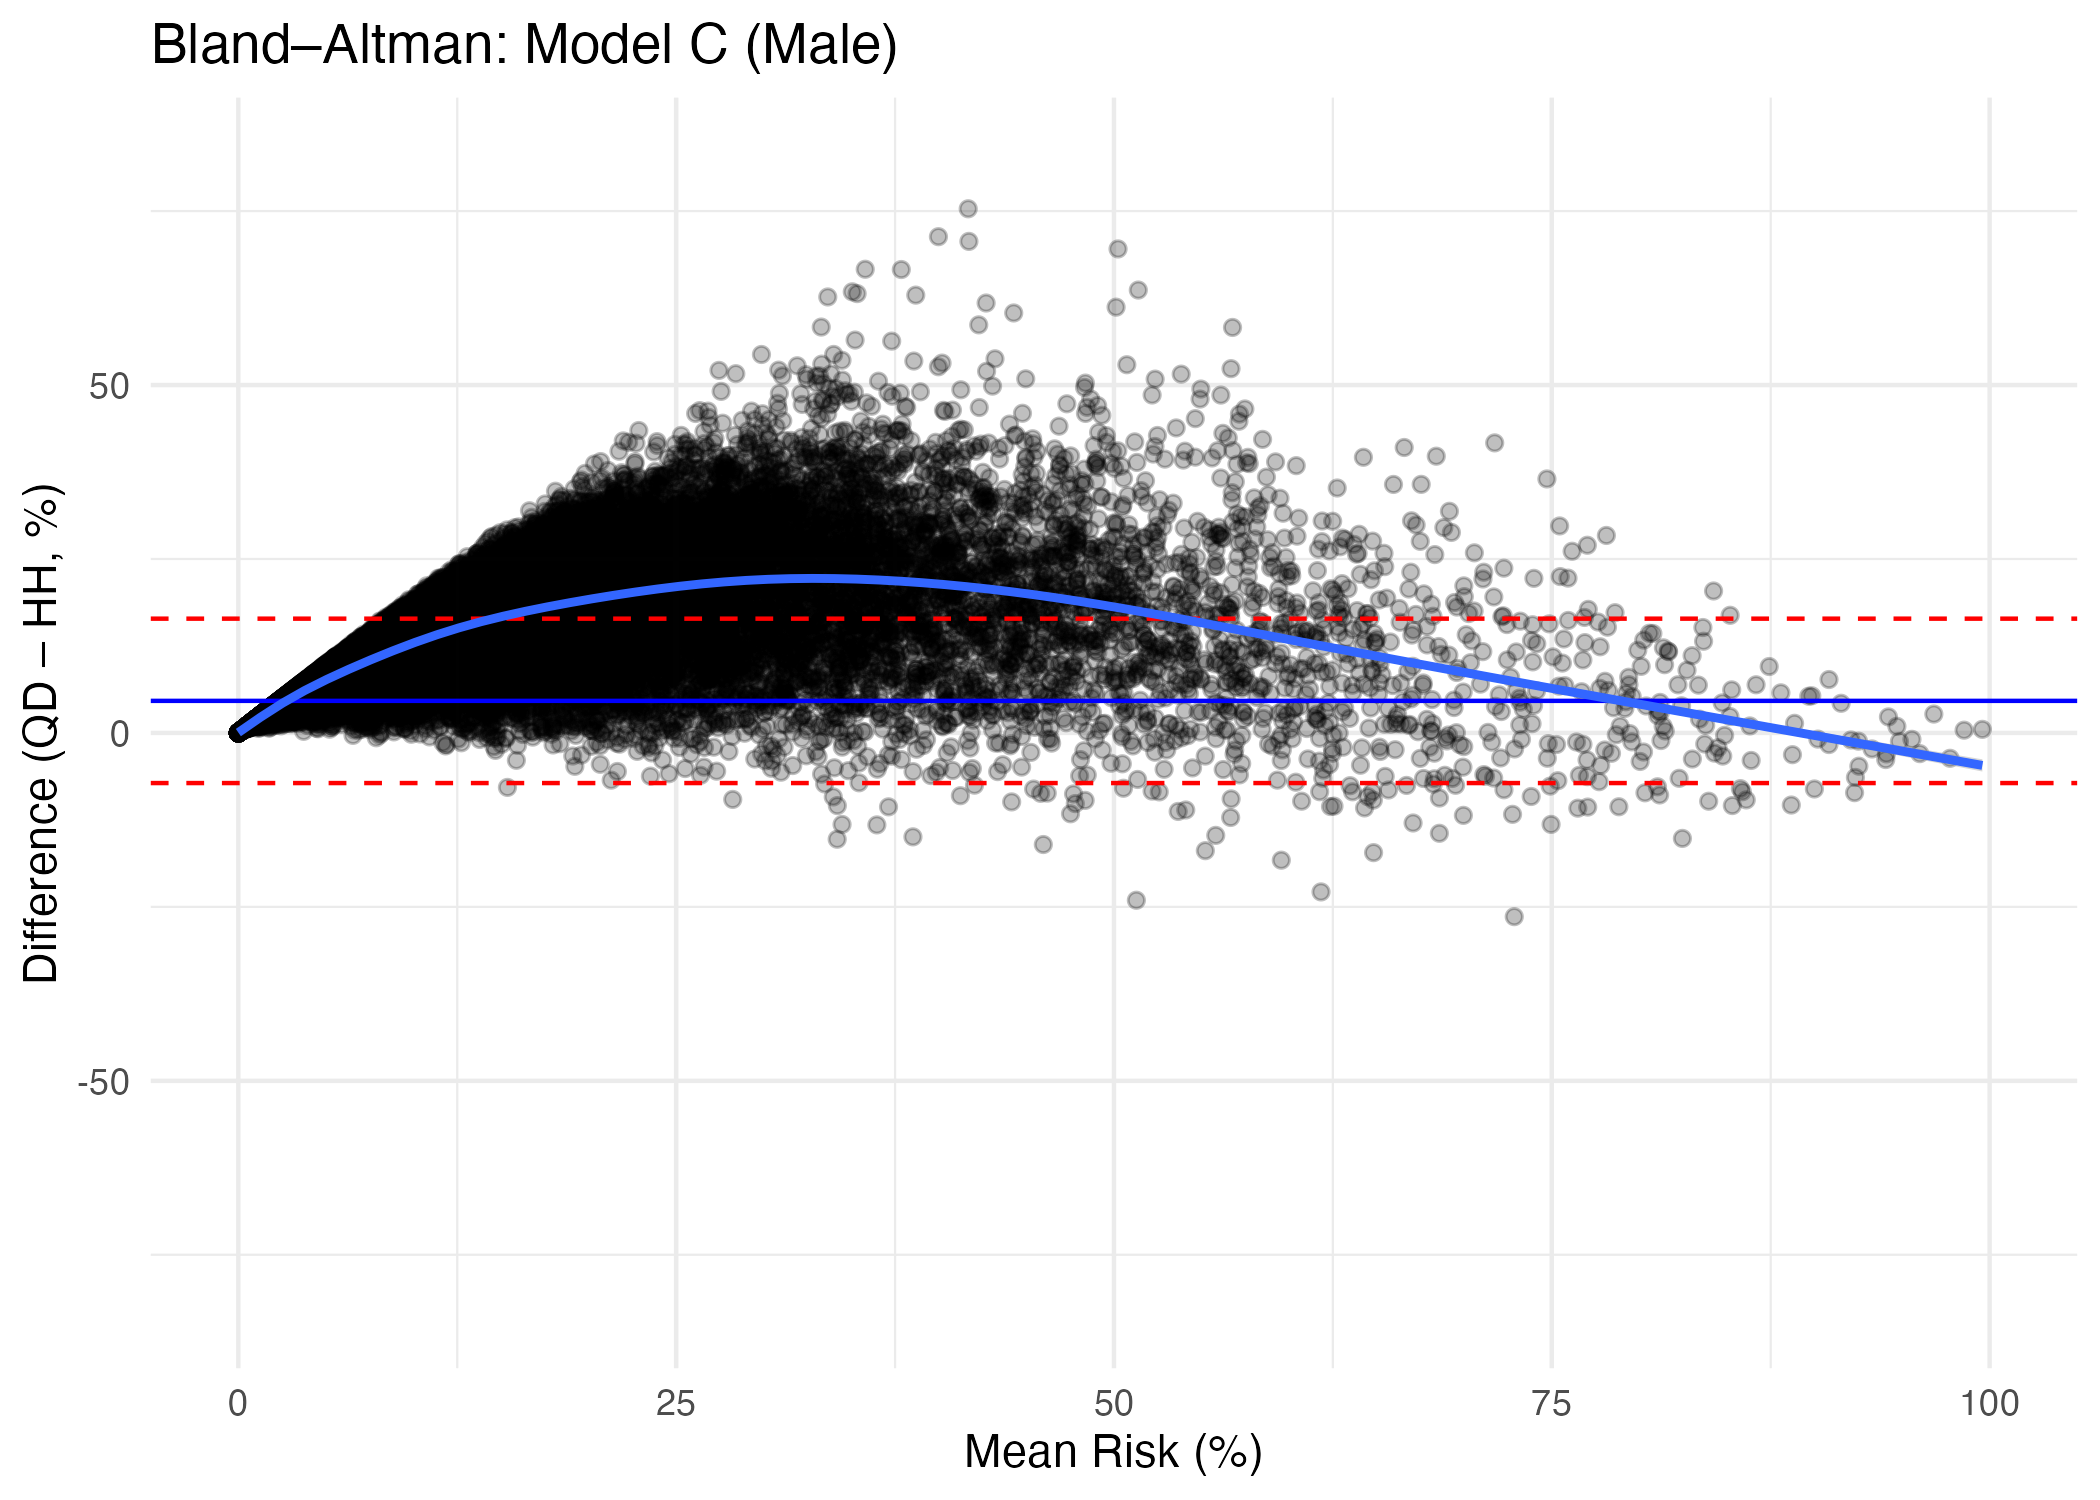 Bland–Altman: Model C (Male)
Difference (QD – HH, %)
50
0
-50
0 25 50 75 100
Mean Risk (%)